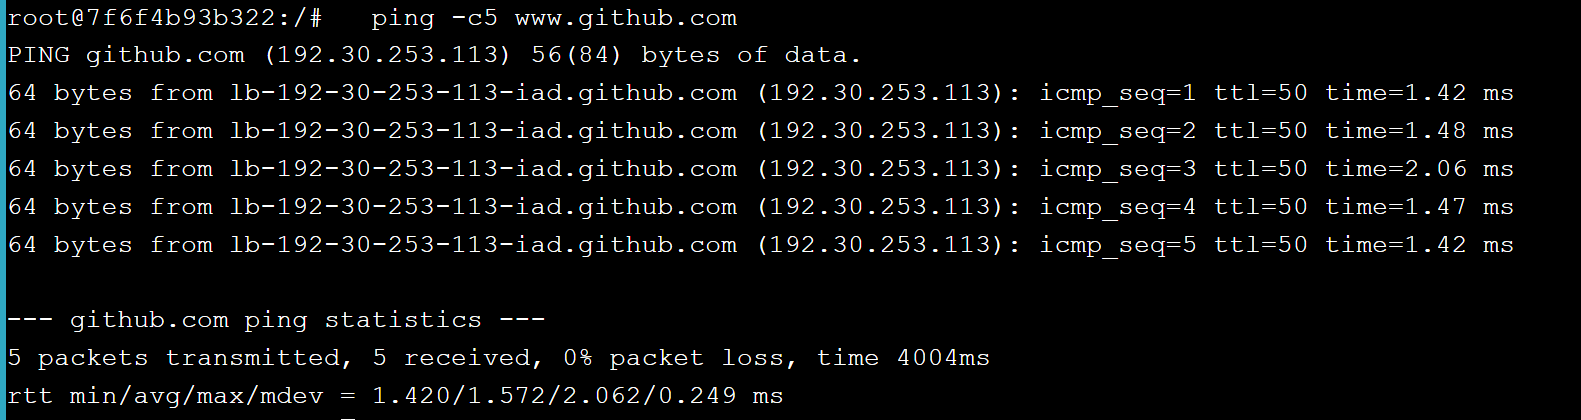 root@7f6f4b93b322:/#   ping -c5 www.github.com
PING github.com (192.30.253.113) 56(84) bytes of data.
64 bytes from lb-192-30-253-113-iad.github.com (192.30.253.113): icmp_seq=1 ttl=50 time=1.42 ms
64 bytes from lb-192-30-253-113-iad.github.com (192.30.253.113): icmp_seq=2 ttl=50 time=1.48 ms
64 bytes from lb-192-30-253-113-iad.github.com (192.30.253.113): icmp_seq=3 ttl=50 time=2.06 ms
64 bytes from lb-192-30-253-113-iad.github.com (192.30.253.113): icmp_seq=4 ttl=50 time=1.47 ms
64 bytes from lb-192-30-253-113-iad.github.com (192.30.253.113): icmp_seq=5 ttl=50 time=1.42 ms
--- github.com ping statistics ---
5 packets transmitted, 5 received, 0% packet loss, time 4004ms
rtt min/avg/max/mdev = 1.420/1.572/2.062/0.249 ms